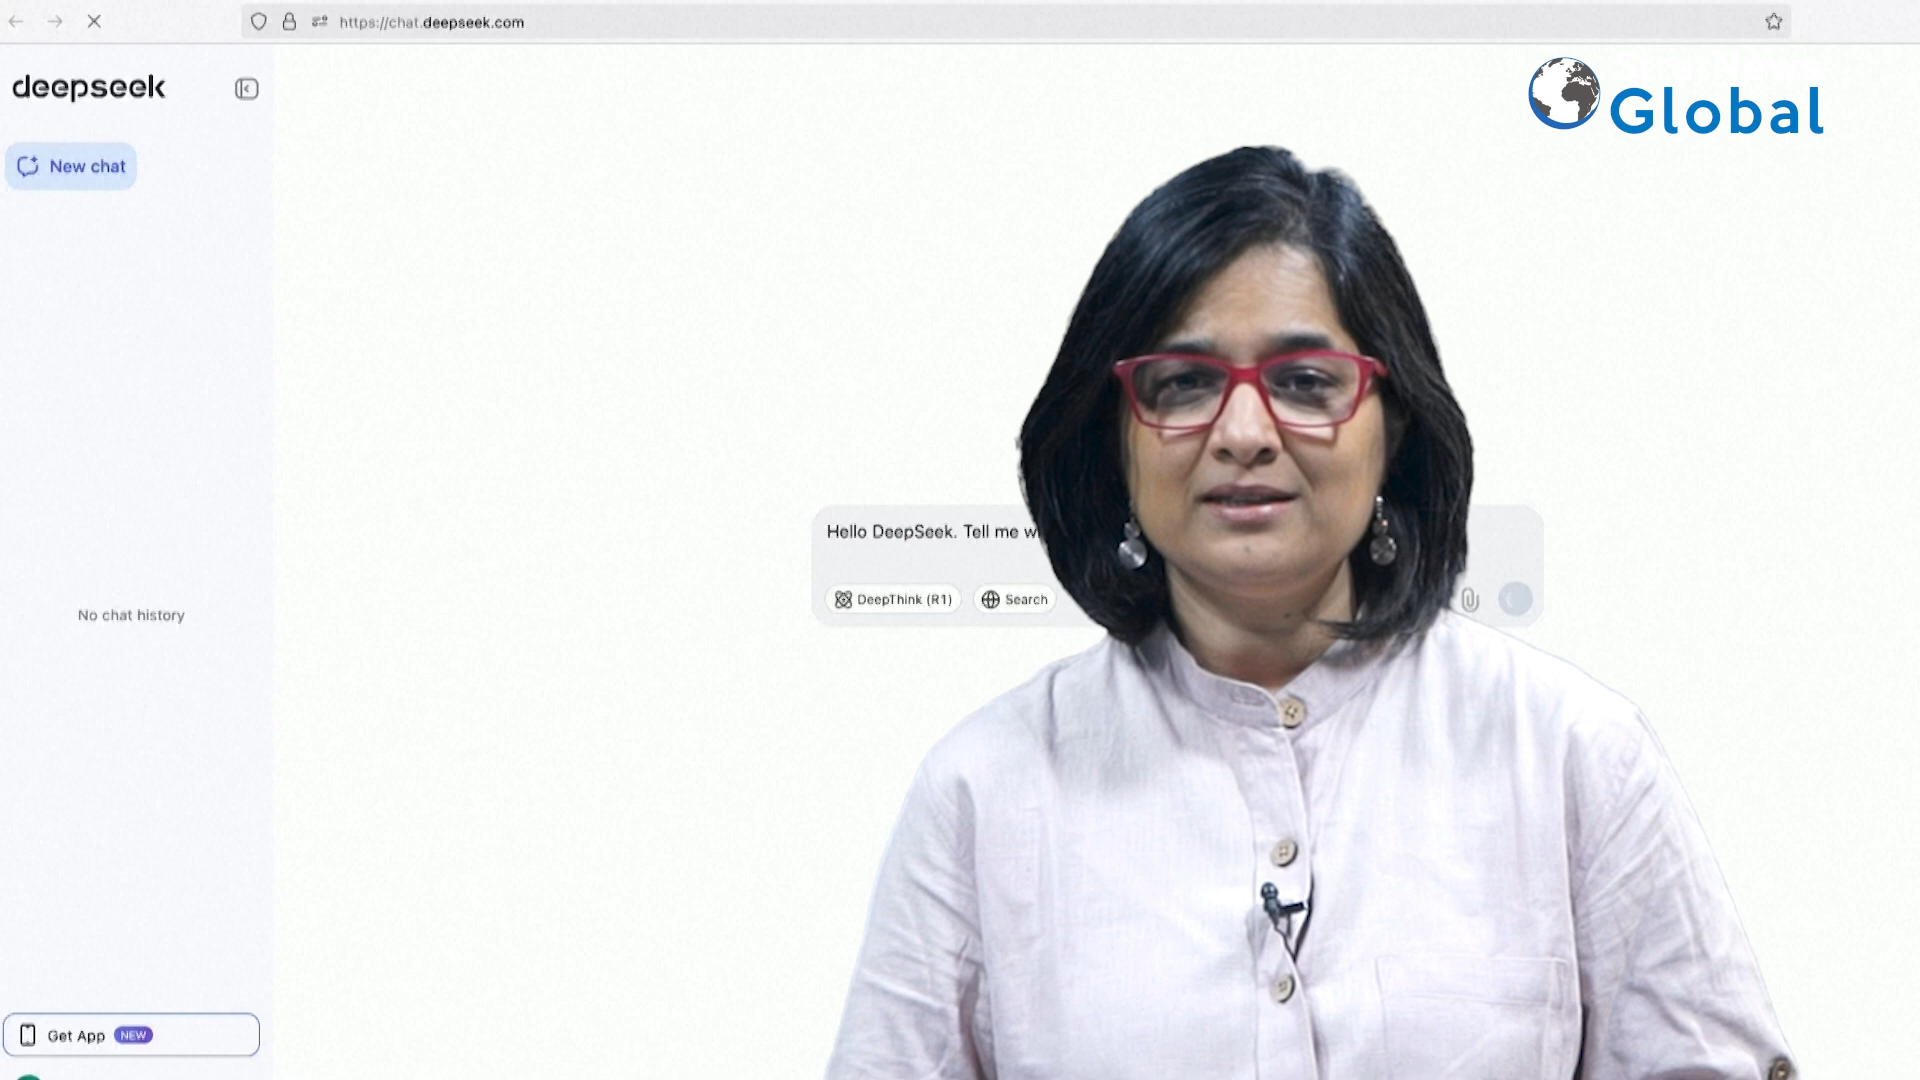 https://chat.deepseek.com
deepseek
Global
New chat
Hello DeepSeek. Tell me
DeepThink (R1)
Search
No chat history
Get App NEW